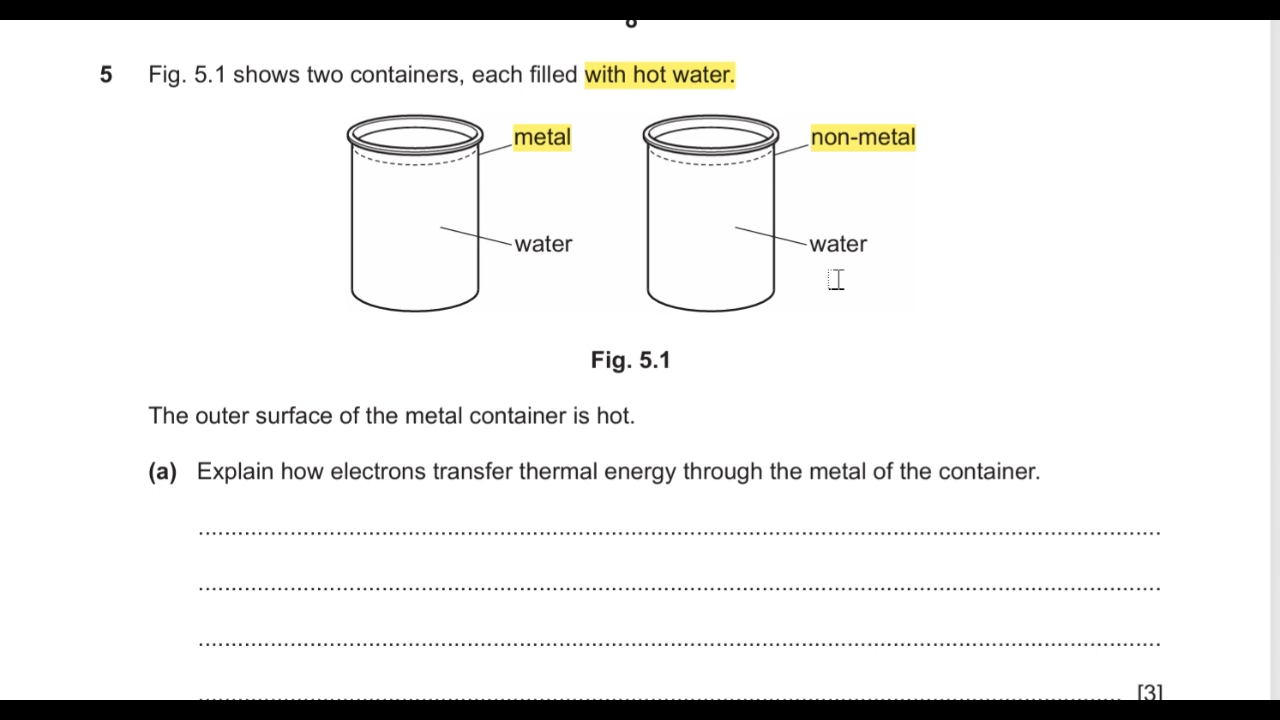 8
5 Fig. 5.1 shows two containers, each filled with hot water.
metal
non-metal
water
water
Fig. 5.1
The outer surface of the metal container is hot.
(a) Explain how electrons transfer thermal energy through the metal of the container.
[3]